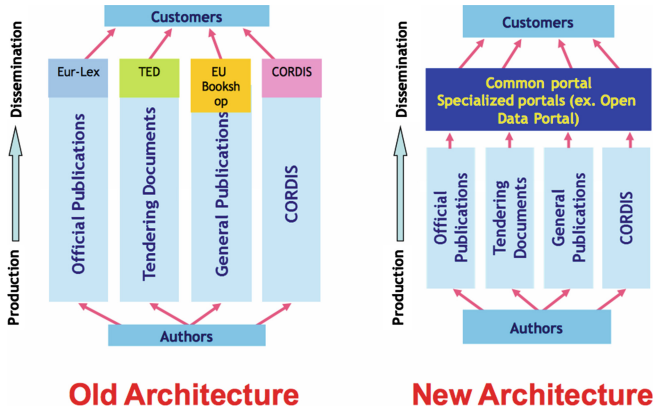 Customers
Eur-Lex
TED
EU
Booksh
op
CORDIS
Official Publications
Tendering Documents
General Publications
CORDIS
Authors
Production
Dissemination
Old Architecture
Customers
Common portal
Specialized portals (ex. Open
Data Portal)
Official
Publications
Tendering
Documents
General
Publications
CORDIS
Authors
Production
Dissemination
New Architecture